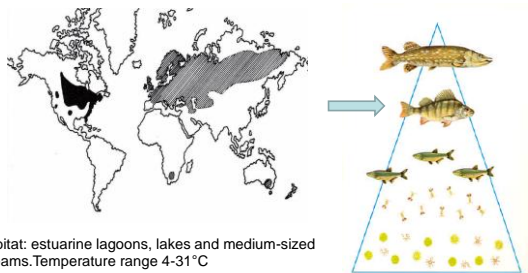 bitat: estuarine lagoons, lakes and medium-sized
ams.Temperature range 4-31°C